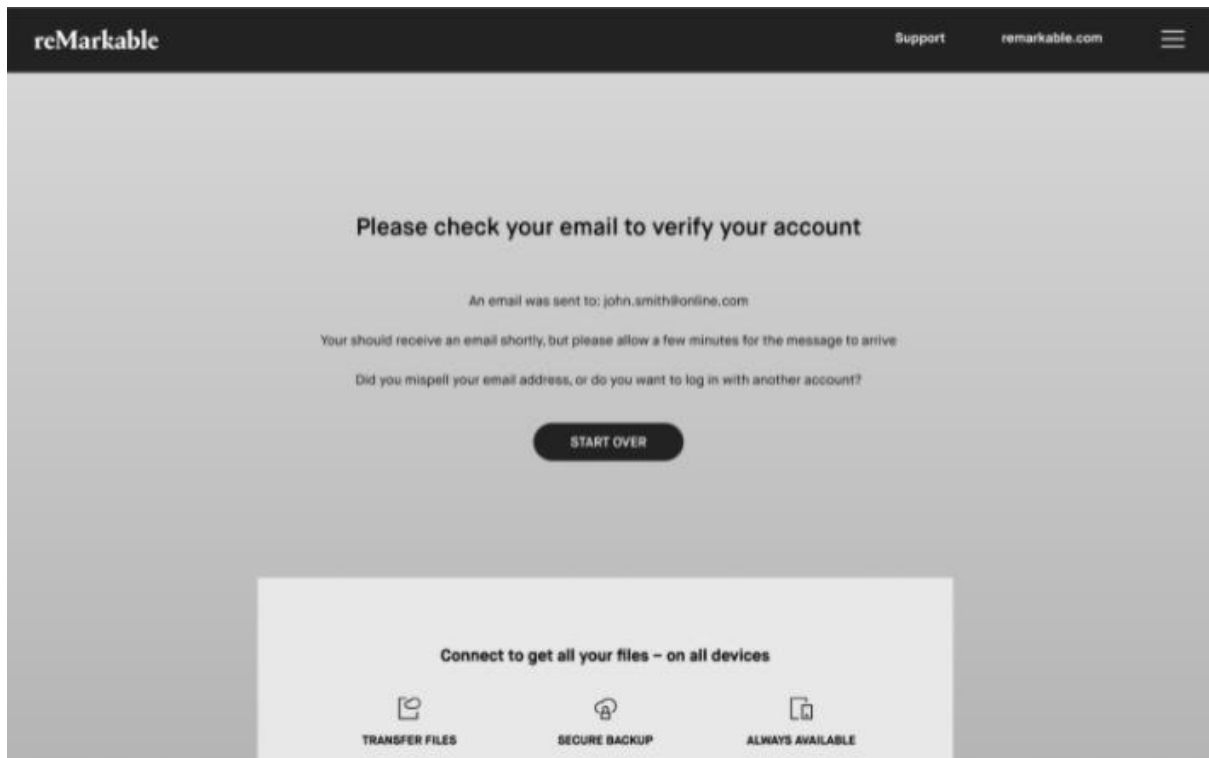 reMarkable
Support remarkable.com
Please check your email to verify your account
An email was sent to: john.smith@online.com
Your should receive an email shortly, but please allow a few minutes for the message to arrive
Did you mispell your email address, or do you want to log in with another account?
START OVER
Connect to get all your files – on all devices
TRANSFER FILES SECURE BACKUP ALWAYS AVAILABLE